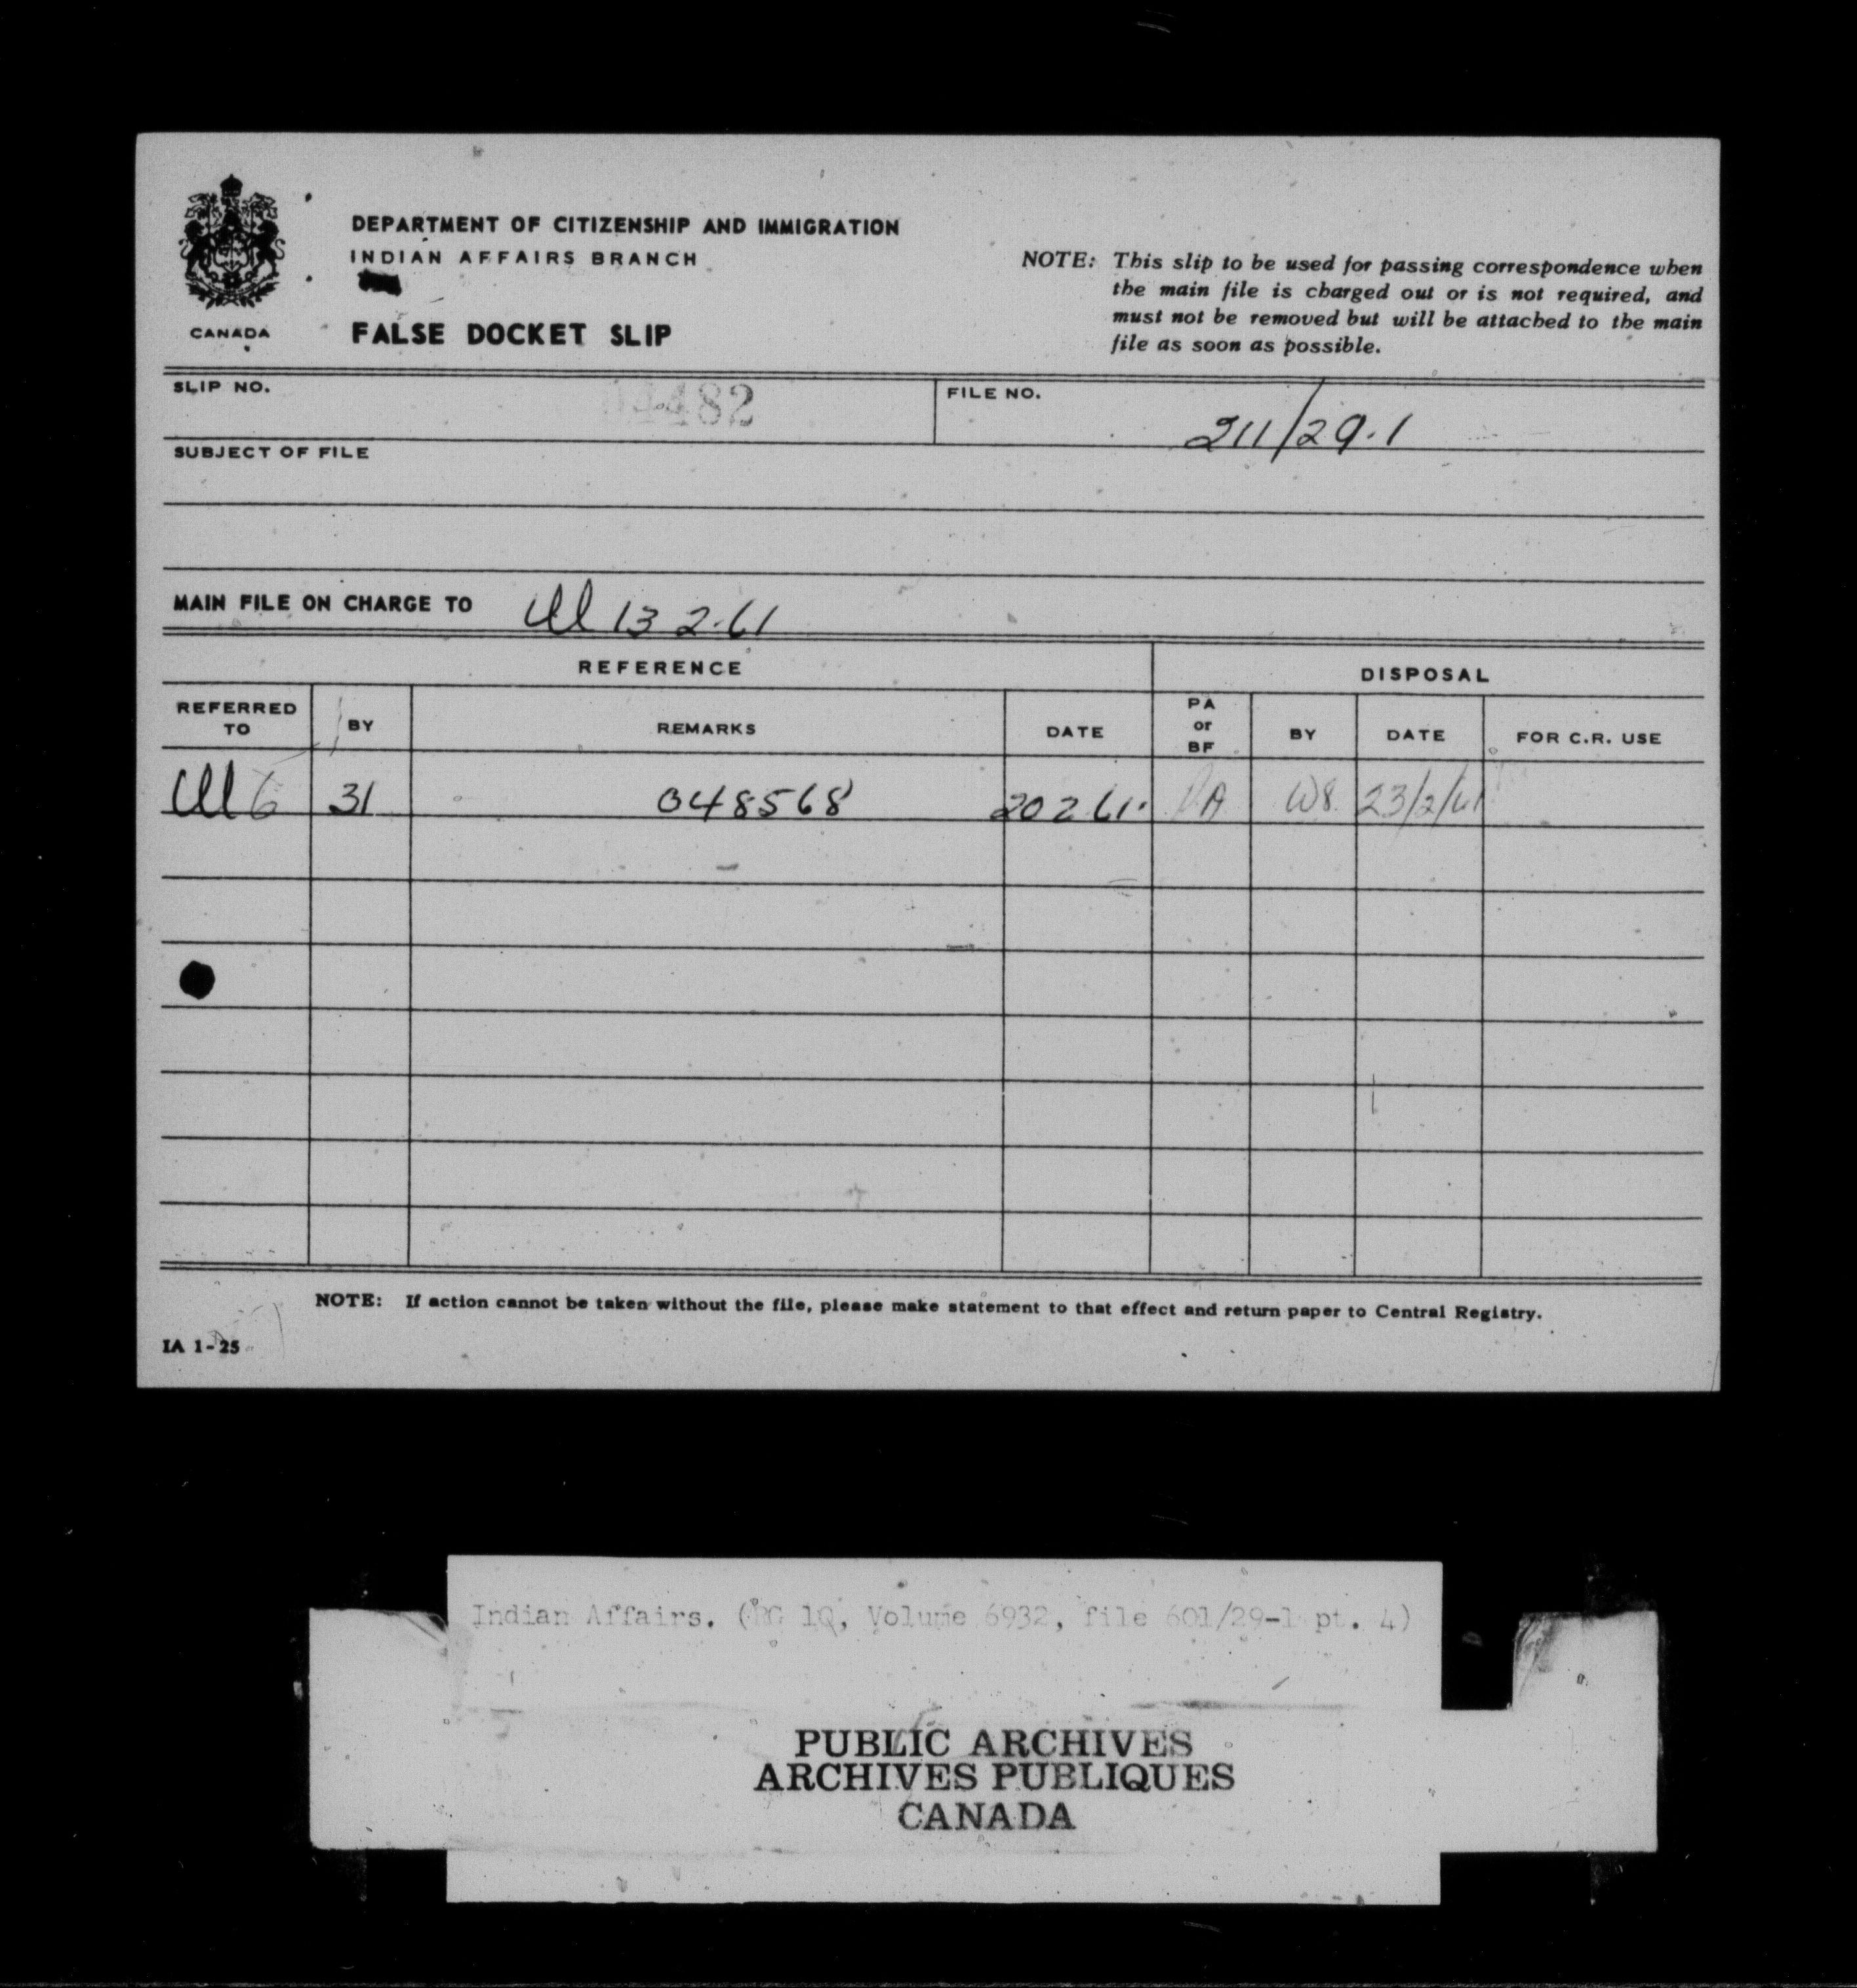 DEPARTMENT OF CITIZENSHIP AND IMMIGRATION
INDIAN AFFAIRS BRANCH
CANADA
FALSE DOCKET SLIP
NOTE: This slip to be used for passing correspondence when
the main file is charged out or is not required, and
must not be removed but will be attached to the main
file as soon as possible.
SLIP NO. 482
FILE NO. 211/29.1
SUBJECT OF FILE
MAIN FILE ON CHARGE TO 13 2.61
REFERENCE DISPOSAL
REFERRED TO BY REMARKS DATE PA or BF BY DATE FOR C.R. USE
31 048568 20 2 61. PA W8. 23/2/61
NOTE: If action cannot be taken without the file, please make statement to that effect and return paper to Central Registry.
IA 1-25
Indian Affairs. (RG 10, Volume 6932, file 601/29-1 pt. 4)
PUBLIC ARCHIVES
ARCHIVES PUBLIQUES
CANADA